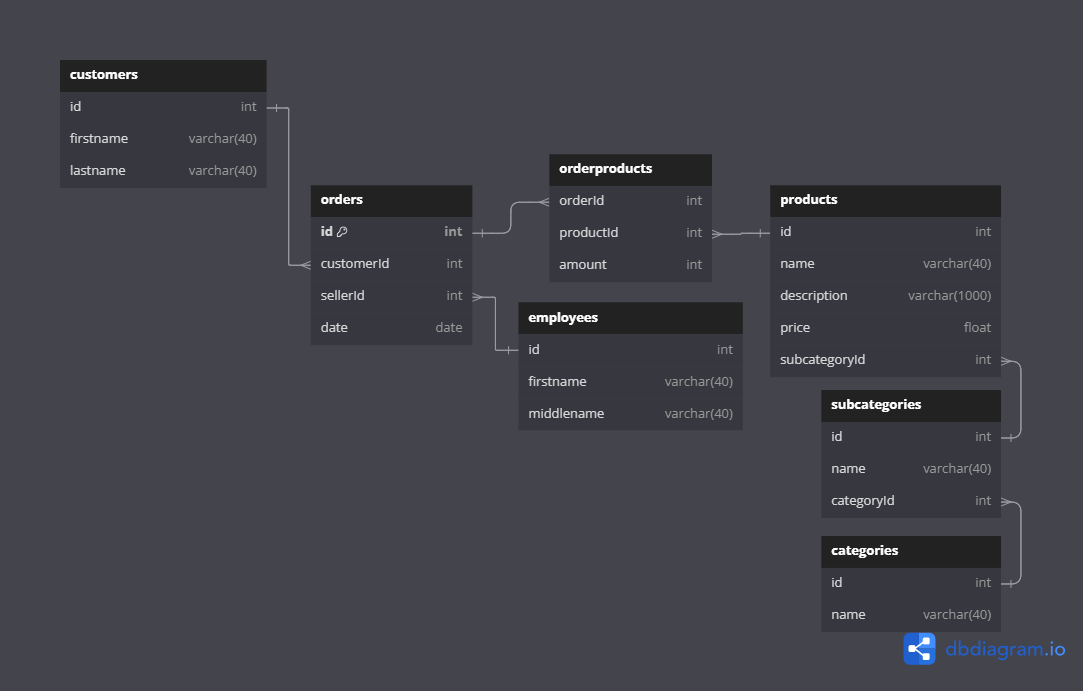 customers
id int
firstname varchar(40)
lastname varchar(40)
orders
id int
customerId int
sellerId int
date date
orderproducts
orderId int
productId int
amount int
employees
id int
firstname varchar(40)
middlename varchar(40)
products
id int
name varchar(40)
description varchar(1000)
price float
subcategoryId int
subcategories
id int
name varchar(40)
categoryId int
categories
id int
name varchar(40)
dbdiagram.io